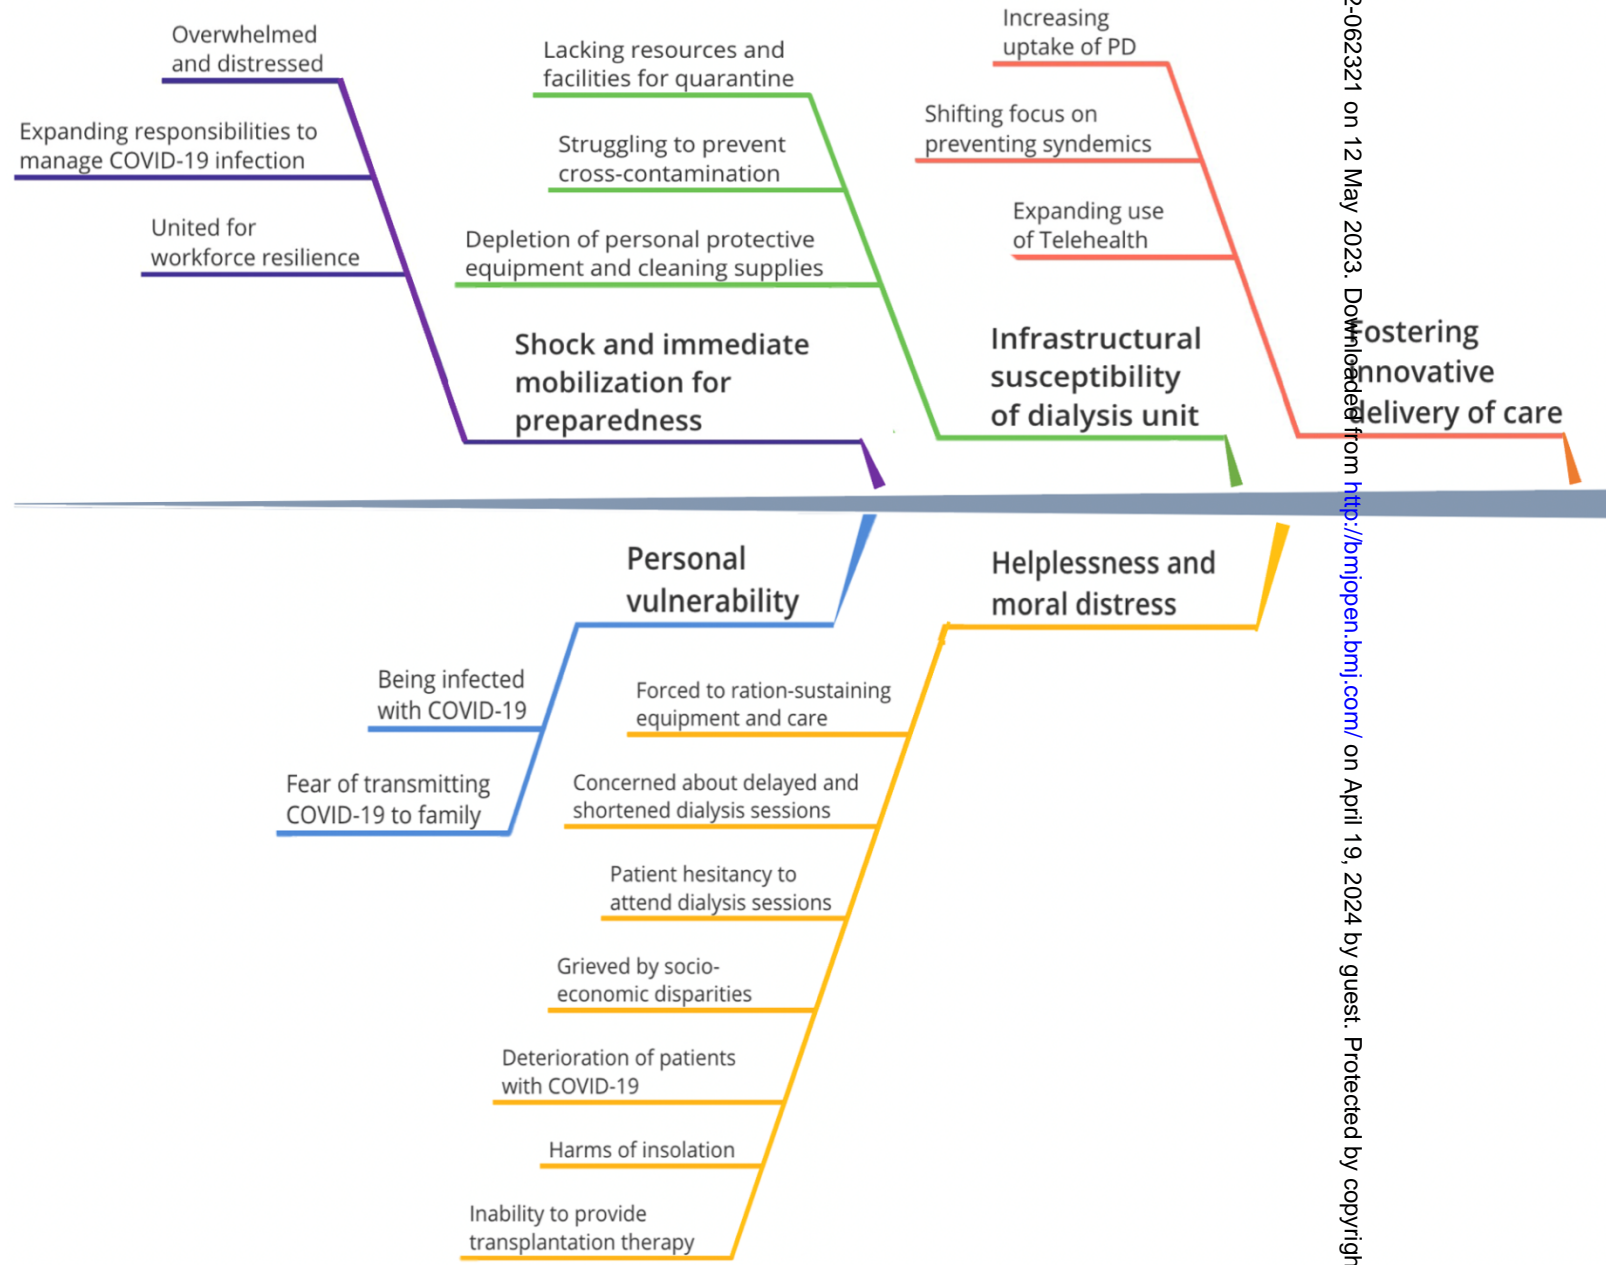 Overwhelmed
and distressed
Expanding responsibilities to
manage COVID-19 infection
United for
workforce resilience
Shock and immediate
mobilization for
preparedness
Lacking resources and
facilities for quarantine
Struggling to prevent
cross-contamination
Depletion of personal protective
equipment and cleaning supplies
Infrastructural
susceptibility
of dialysis unit
Increasing
uptake of PD
Shifting focus on
preventing syndemics
Expanding use
of Telehealth
Fostering
innovative
delivery of care
Personal
vulnerability
Being infected
with COVID-19
Fear of transmitting
COVID-19 to family
Helplessness and
moral distress
Forced to ration-sustaining
equipment and care
Concerned about delayed and
shortened dialysis sessions
Patient hesitancy to
attend dialysis sessions
Grieved by socio-
economic disparities
Deterioration of patients
with COVID-19
Harms of insolation
Inability to provide
transplantation therapy
2-062321 on 12 May 2023. Downloaded from http://bmjopen.bmj.com/ on April 19, 2024 by guest. Protected by copyrigh